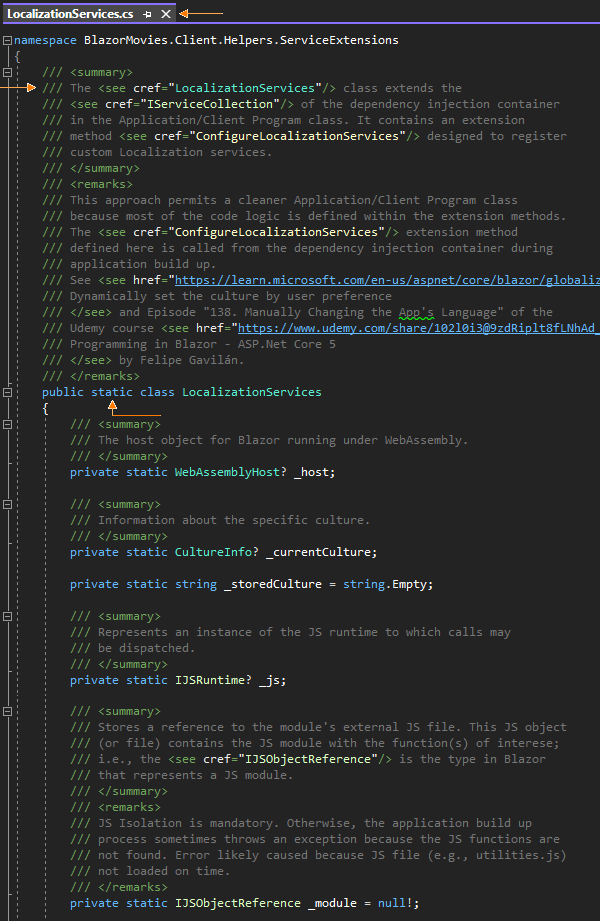 LocalizationServices.cs
namespace BlazorMovies.Client.Helpers.ServiceExtensions
{
/// <summary>
/// The <see cref="LocalizationServices"/> class extends the
/// <see cref="IServiceCollection"/> of the dependency injection container
/// in the Application/Client Program class. It contains an extension
/// method <see cref="ConfigureLocalizationServices"/> designed to register
/// custom Localization services.
/// </summary>
/// <remarks>
/// This approach permits a cleaner Application/Client Program class
/// because most of the code logic is defined within the extension methods.
/// The <see cref="ConfigureLocalizationServices"/> extension method
/// defined here is called from the dependency injection container during
/// application build up.
/// See <see href="https://learn.microsoft.com/en-us/aspnet/core/blazor/globaliz
/// Dynamically set the culture by user preference
/// </see> and Episode "138. Manually Changing the App's Language" of the
/// Udemy course <see href="https://www.udemy.com/share/102l0i3@9zdRiplt8fLNhAd_
/// Programming in Blazor - ASP.Net Core 5
/// </see> by Felipe Gavilán.
/// </remarks>
public static class LocalizationServices
{
/// <summary>
/// The host object for Blazor running under WebAssembly.
/// </summary>
private static WebAssemblyHost? _host;
/// <summary>
/// Information about the specific culture.
/// </summary>
private static CultureInfo? _currentCulture;
private static string _storedCulture = string.Empty;
/// <summary>
/// Represents an instance of the JS runtime to which calls may
/// be dispatched.
/// </summary>
private static IJSRuntime? _js;
/// <summary>
/// Stores a reference to the module's external JS file. This JS object
/// (or file) contains the JS module with the function(s) of interese;
/// i.e., the <see cref="IJSObjectReference"/> is the type in Blazor
/// that represents a JS module.
/// </summary>
/// <remarks>
/// JS Isolation is mandatory. Otherwise, the application build up
/// process sometimes throws an exception because the JS functions are
/// not found. Error likely caused because JS file (e.g., utilities.js)
/// not loaded on time.
/// </remarks>
private static IJSObjectReference _module = null!;